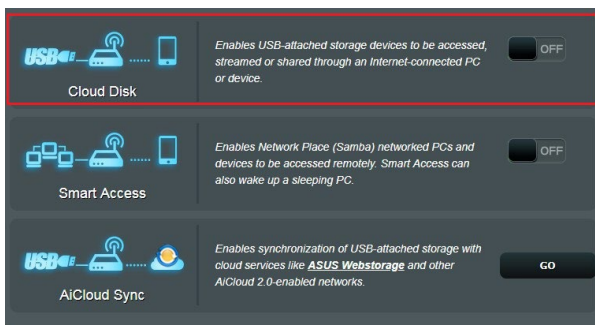 USB
Cloud Disk
Enables USB-attached storage devices to be accessed,
streamed or shared through an Internet-connected PC
or device.
OFF
Smart Access
Enables Network Place (Samba) networked PCs and
devices to be accessed remotely. Smart Access can
also wake up a sleeping PC.
OFF
USB
AiCloud Sync
Enables synchronization of USB-attached storage with
cloud services like ASUS Webstorage and other
AiCloud 2.0-enabled networks.
GO